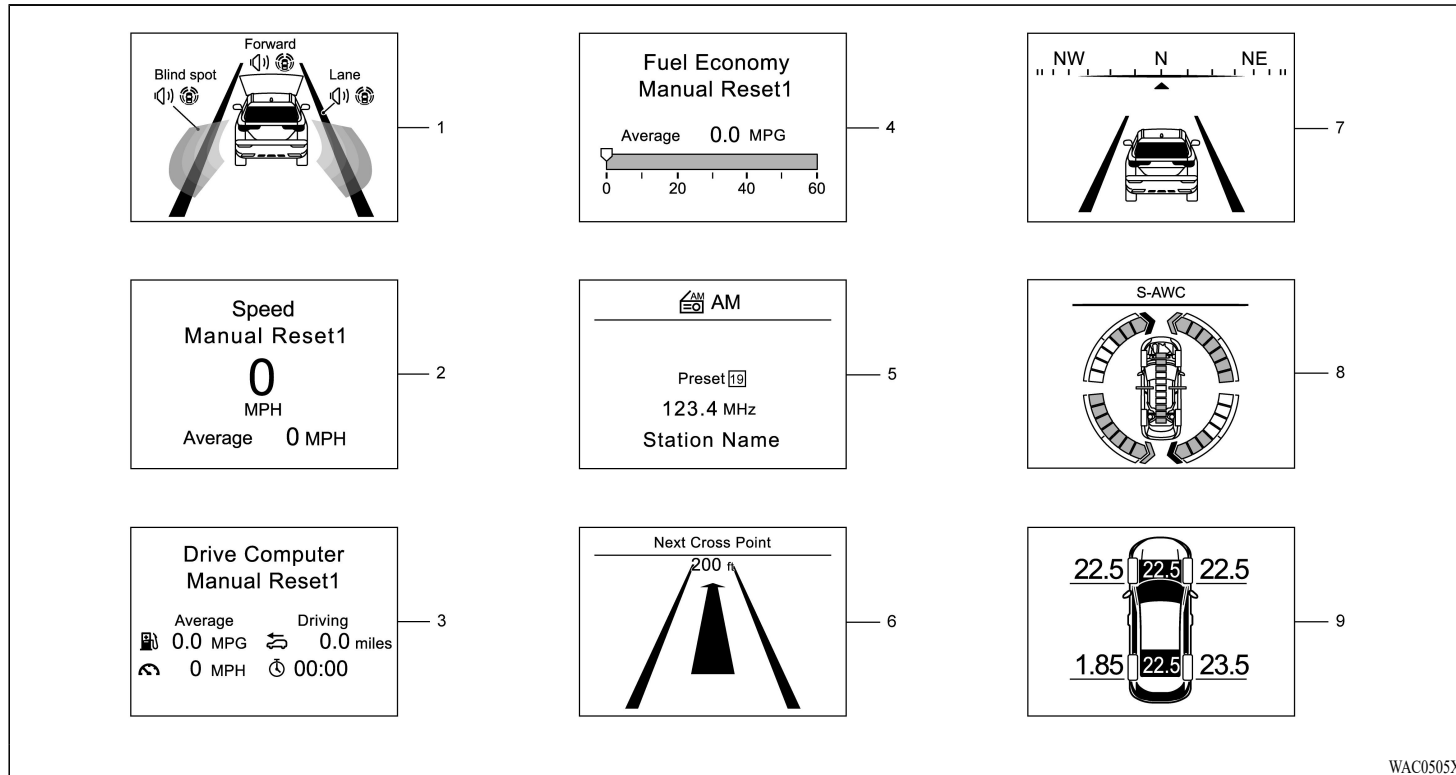 Forward
Blind spot
Lane
1
Speed
Manual Reset1
0
MPH
Average 0 MPH
2
Drive Computer
Manual Reset1
Average Driving
0.0 MPG 0.0 miles
0 MPH 00:00
3
Fuel Economy
Manual Reset1
Average 0.0 MPG
0 20 40 60
4
AM AM
Preset 19
123.4 MHz
Station Name
5
Next Cross Point
200 ft
6
NW N NE
7
S-AWC
8
22.5 22.5 22.5
1.85 22.5 23.5
9
WAC0505X